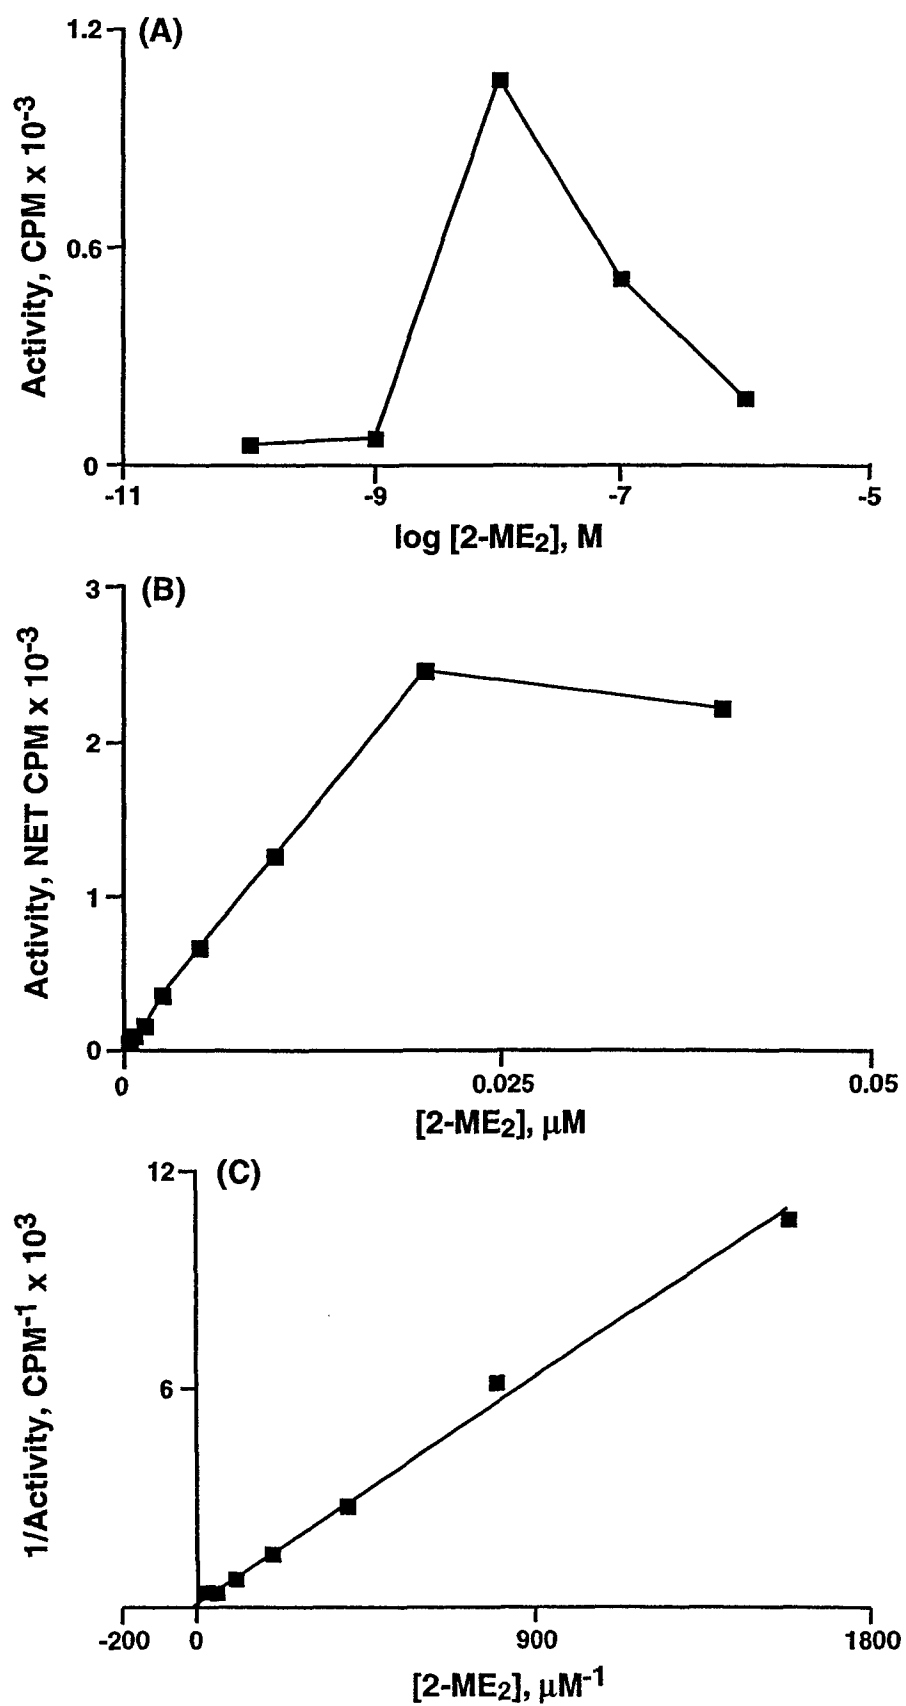 (A)
Activity, CPM x 10-3
1.2
0.6
0
-11 -9 -7 -5
log [2-ME2], M
(B)
Activity, NET CPM x 10-3
3
2
1
0
0 0.025 0.05
[2-ME2], μM
(C)
1/Activity, CPM-1 x 103
12
6
-200 0 900 1800
[2-ME2], μM-1